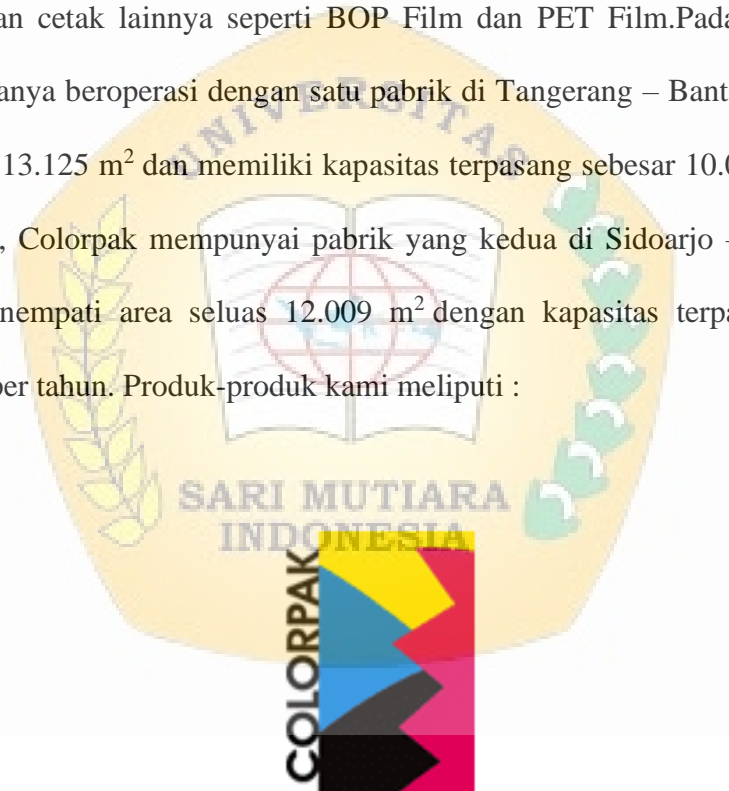 an cetak lainnya seperti BOP Film dan PET Film.Pada
anya beroperasi dengan satu pabrik di Tangerang – Bant
13.125 m² dan memiliki kapasitas terpasang sebesar 10.0
, Colorpak mempunyai pabrik yang kedua di Sidoarjo –
nempati area seluas 12.009 m² dengan kapasitas terpa
per tahun. Produk-produk kami meliputi :
UNIVERSITAS
SARI MUTIARA
INDONESIA
COLORPAK